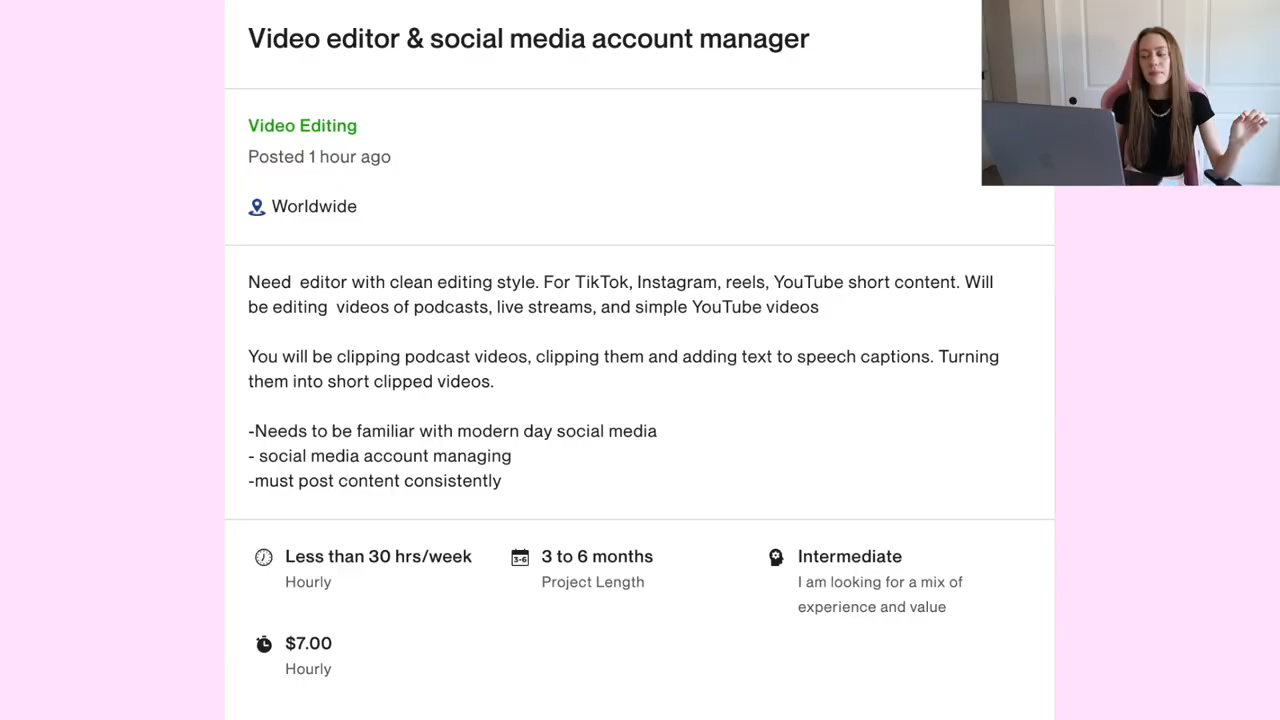 Video editor & social media account manager
Video Editing
Posted 1 hour ago
Worldwide
Need  editor with clean editing style. For TikTok, Instagram, reels, YouTube short content. Will
be editing  videos of podcasts, live streams, and simple YouTube videos
You will be clipping podcast videos, clipping them and adding text to speech captions. Turning
them into short clipped videos.
-Needs to be familiar with modern day social media
- social media account managing
-must post content consistently
Less than 30 hrs/week
Hourly
3-6
3 to 6 months
Project Length
Intermediate
I am looking for a mix of
experience and value
$7.00
Hourly